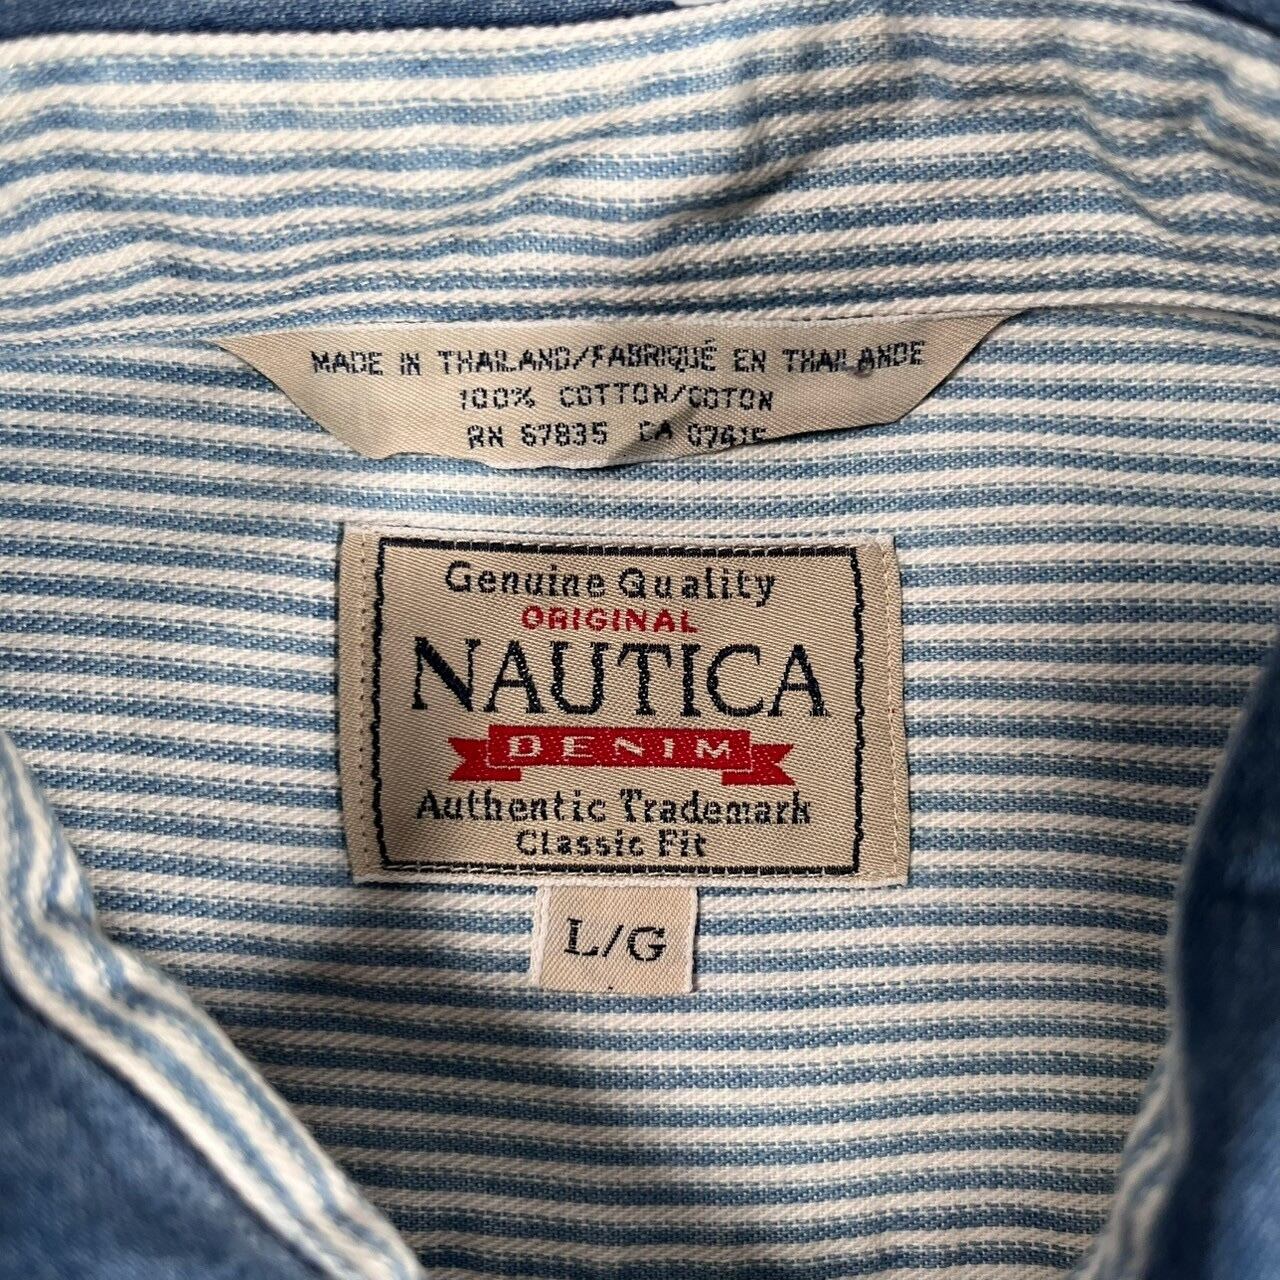 MADE IN THAILAND/FABRIQUÉ EN THAILANDE
100% COTTON/COTON
RN 67835 CA
Genuine Quality
ORIGINAL
NAUTICA
DENIM
Authentic Trademark
Classic Fit
L/G